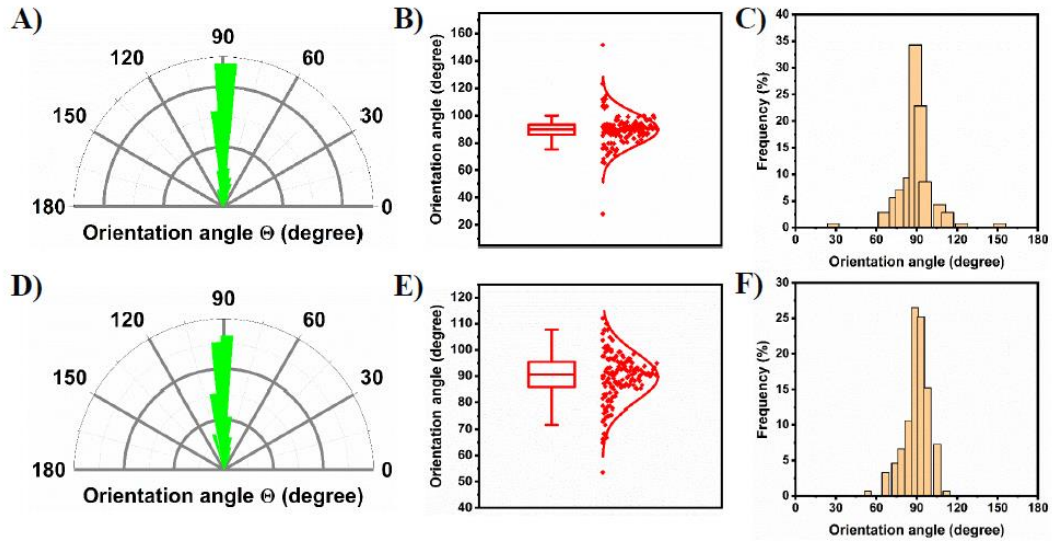 A)
120 90 60
150 30
180 0
Orientation angle Θ (degree)
B)
Orientation angle (degree)
160
140
120
100
80
60
40
20
C)
Frequency (%)
40
35
30
25
20
15
10
5
0
0 30 60 90 120 150 180
Orientation angle (degree)
D)
120 90 60
150 30
180 0
Orientation angle Θ (degree)
E)
Orientation angle (degree)
120
110
100
90
80
70
60
50
40
F)
Frequency (%)
30
25
20
15
10
5
0
0 30 60 90 120 150 180
Orientation angle (degree)